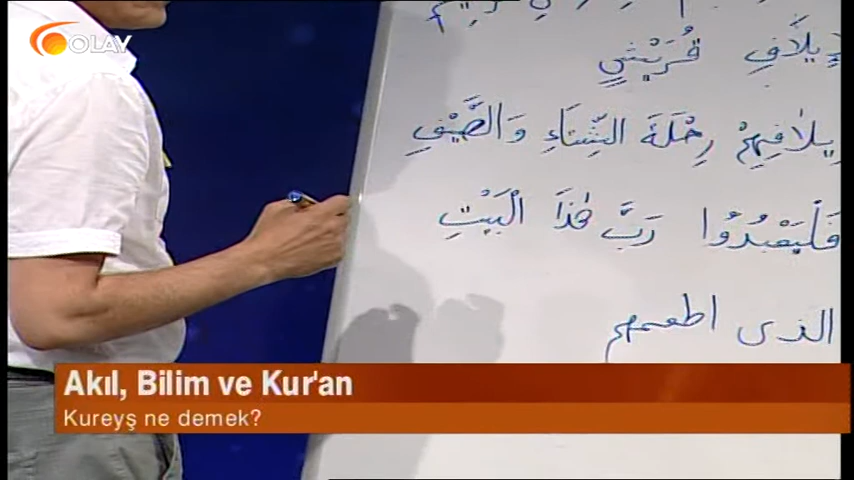 OLAY
لِإِيلَافِ قُرَيْشٍ
إِيلَافِهِمْ رِحْلَةَ الشِّتَاءِ وَالصَّيْفِ
فَلْيَعْبُدُوا رَبَّ هَٰذَا الْبَيْتِ
الذى اطعمهم
Akıl, Bilim ve Kur'an
Kureyş ne demek?